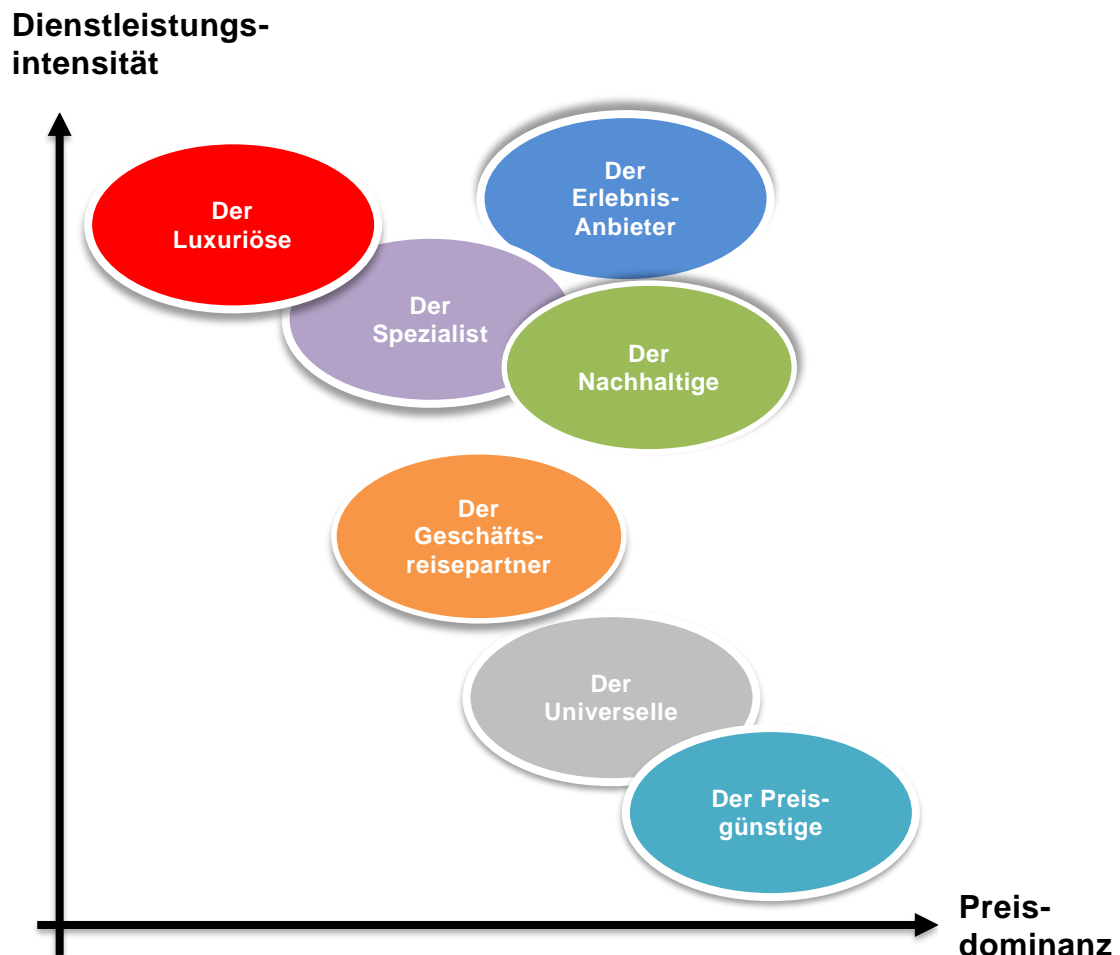 Dienstleistungs-
intensität
Der
Erlebnis-
Anbieter
Der
Luxuriöse
Der
Spezialist
Der
Nachhaltige
Der
Geschäfts-
reisepartner
Der
Universelle
Der Preis-
günstige
Preis-
dominanz